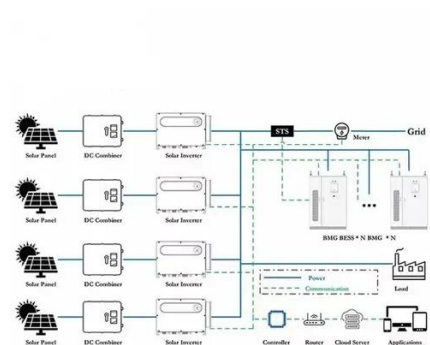 STS
Meter
Grid
Solar Panel
DC Combiner
Solar Inverter
Solar Panel
DC Combiner
Solar Inverter
BMG BESS * N BMG * N
Solar Panel
DC Combiner
Solar Inverter
Power
Communication
Load
Solar Panel
DC Combiner
Solar Inverter
Controller
Router
Cloud Server
Applications